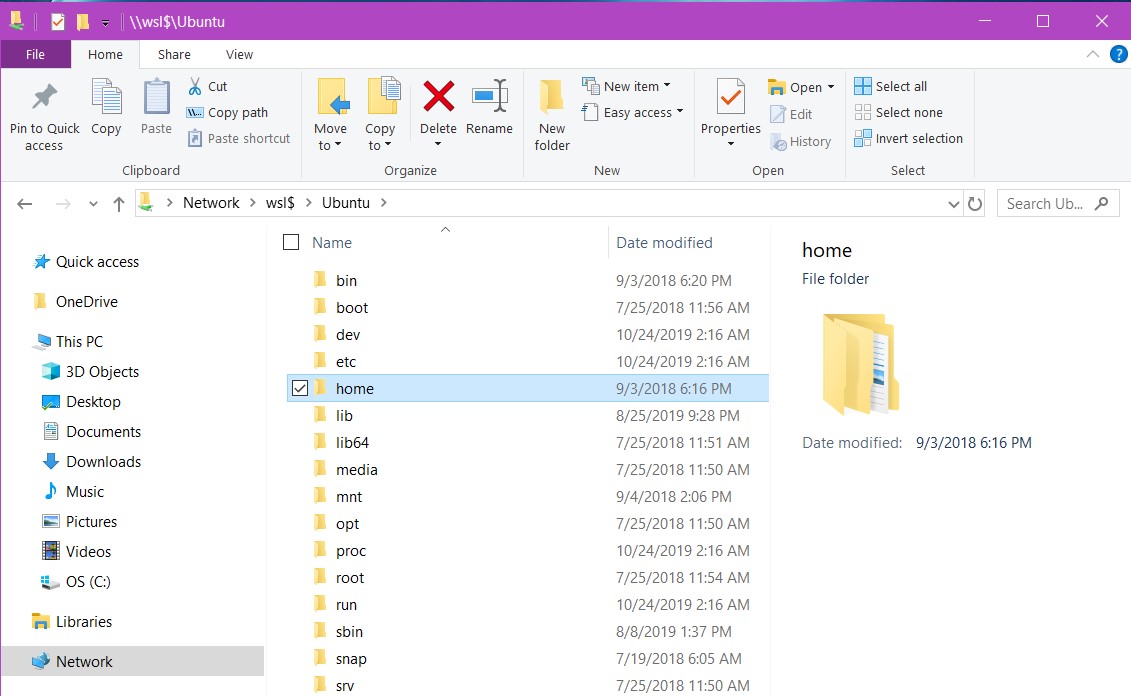 \\wsl$\Ubuntu
File Home Share View
?
Pin to Quick access
Copy
Paste
Cut
Copy path
Paste shortcut
Clipboard
Move to
Copy to
Delete
Rename
Organize
New folder
New item
Easy access
New
Properties
Open
Edit
History
Open
Select all
Select none
Invert selection
Select
Network > wsl$ > Ubuntu >
Search Ub...
Quick access
OneDrive
This PC
3D Objects
Desktop
Documents
Downloads
Music
Pictures
Videos
OS (C:)
Libraries
Network
Name Date modified
bin 9/3/2018 6:20 PM
boot 7/25/2018 11:56 AM
dev 10/24/2019 2:16 AM
etc 10/24/2019 2:16 AM
home 9/3/2018 6:16 PM
lib 8/25/2019 9:28 PM
lib64 7/25/2018 11:51 AM
media 7/25/2018 11:50 AM
mnt 9/4/2018 2:06 PM
opt 7/25/2018 11:50 AM
proc 10/24/2019 2:16 AM
root 7/25/2018 11:54 AM
run 10/24/2019 2:16 AM
sbin 8/8/2019 1:37 PM
snap 7/19/2018 6:05 AM
srv 7/25/2018 11:50 AM
home
File folder
Date modified: 9/3/2018 6:16 PM